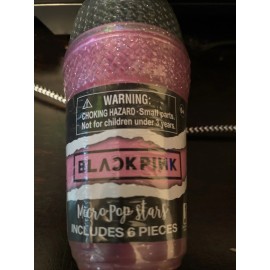 WARNING:
CHOKING HAZARD-Small parts.
Not for children under 3 years.
BLACKPINK
MicroPop stars
INCLUDES 6 PIECES